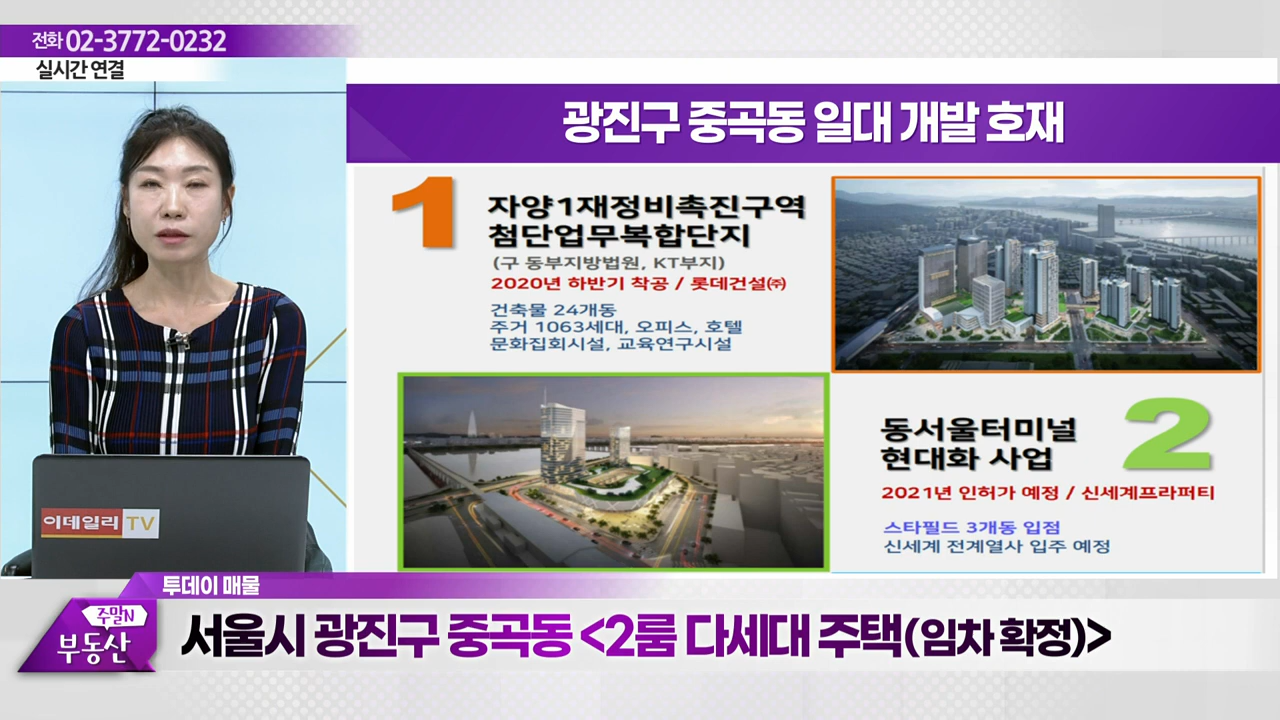 전화 02-3772-0232
실시간 연결
광진구 중곡동 일대 개발 호재
1
자양1재정비촉진구역
첨단업무복합단지
(구 동부지방법원, KT부지)
2020년 하반기 착공 / 롯데건설㈜
건축물 24개동
주거 1063세대, 오피스, 호텔
문화집회시설, 교육연구시설
2
동서울터미널
현대화 사업
2021년 인허가 예정 / 신세계프라퍼티
스타필드 3개동 입점
신세계 전계열사 입주 예정
이데일리 TV
투데이 매물
주말N
부동산
서울시 광진구 중곡동 <2룸 다세대 주택(임차 확정)>